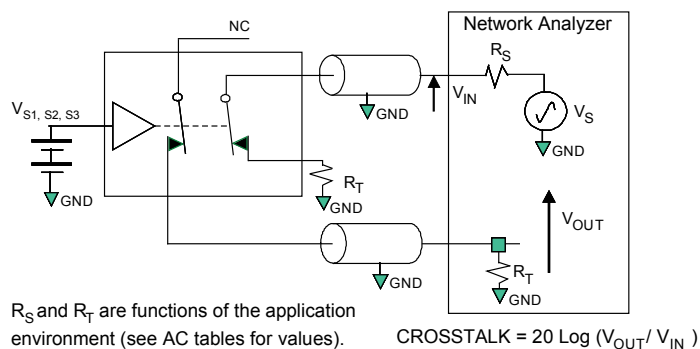 Network Analyzer
NC
R_S
V_S1, S2, S3
V_IN
V_S
GND
GND
GND
R_T
GND
V_OUT
R_T
GND
GND
R_S and R_T are functions of the application
environment (see AC tables for values).
CROSSTALK = 20 Log (V_OUT/ V_IN )